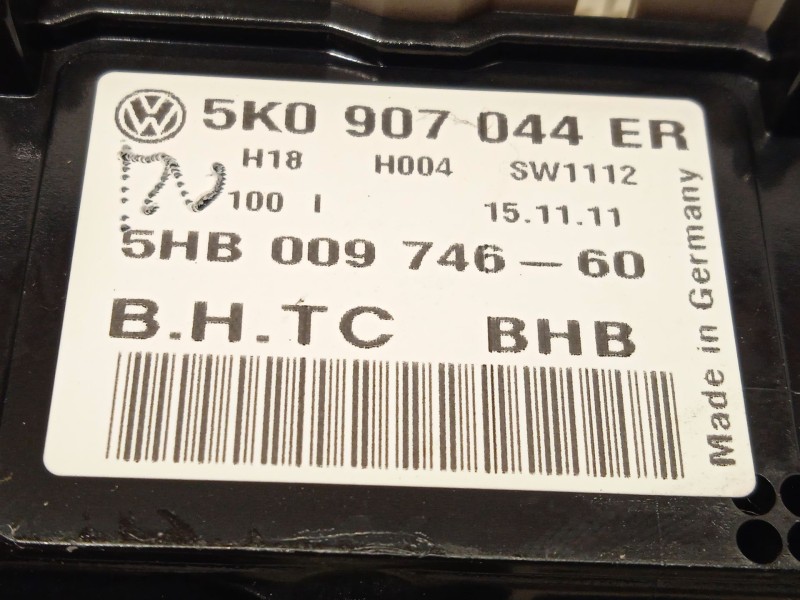 VW 5K0 907 044 ER
H18 H004 SW1112
100 I 15.11.11
5HB 009 746-60
B.H.TC BHB
Made in Germany